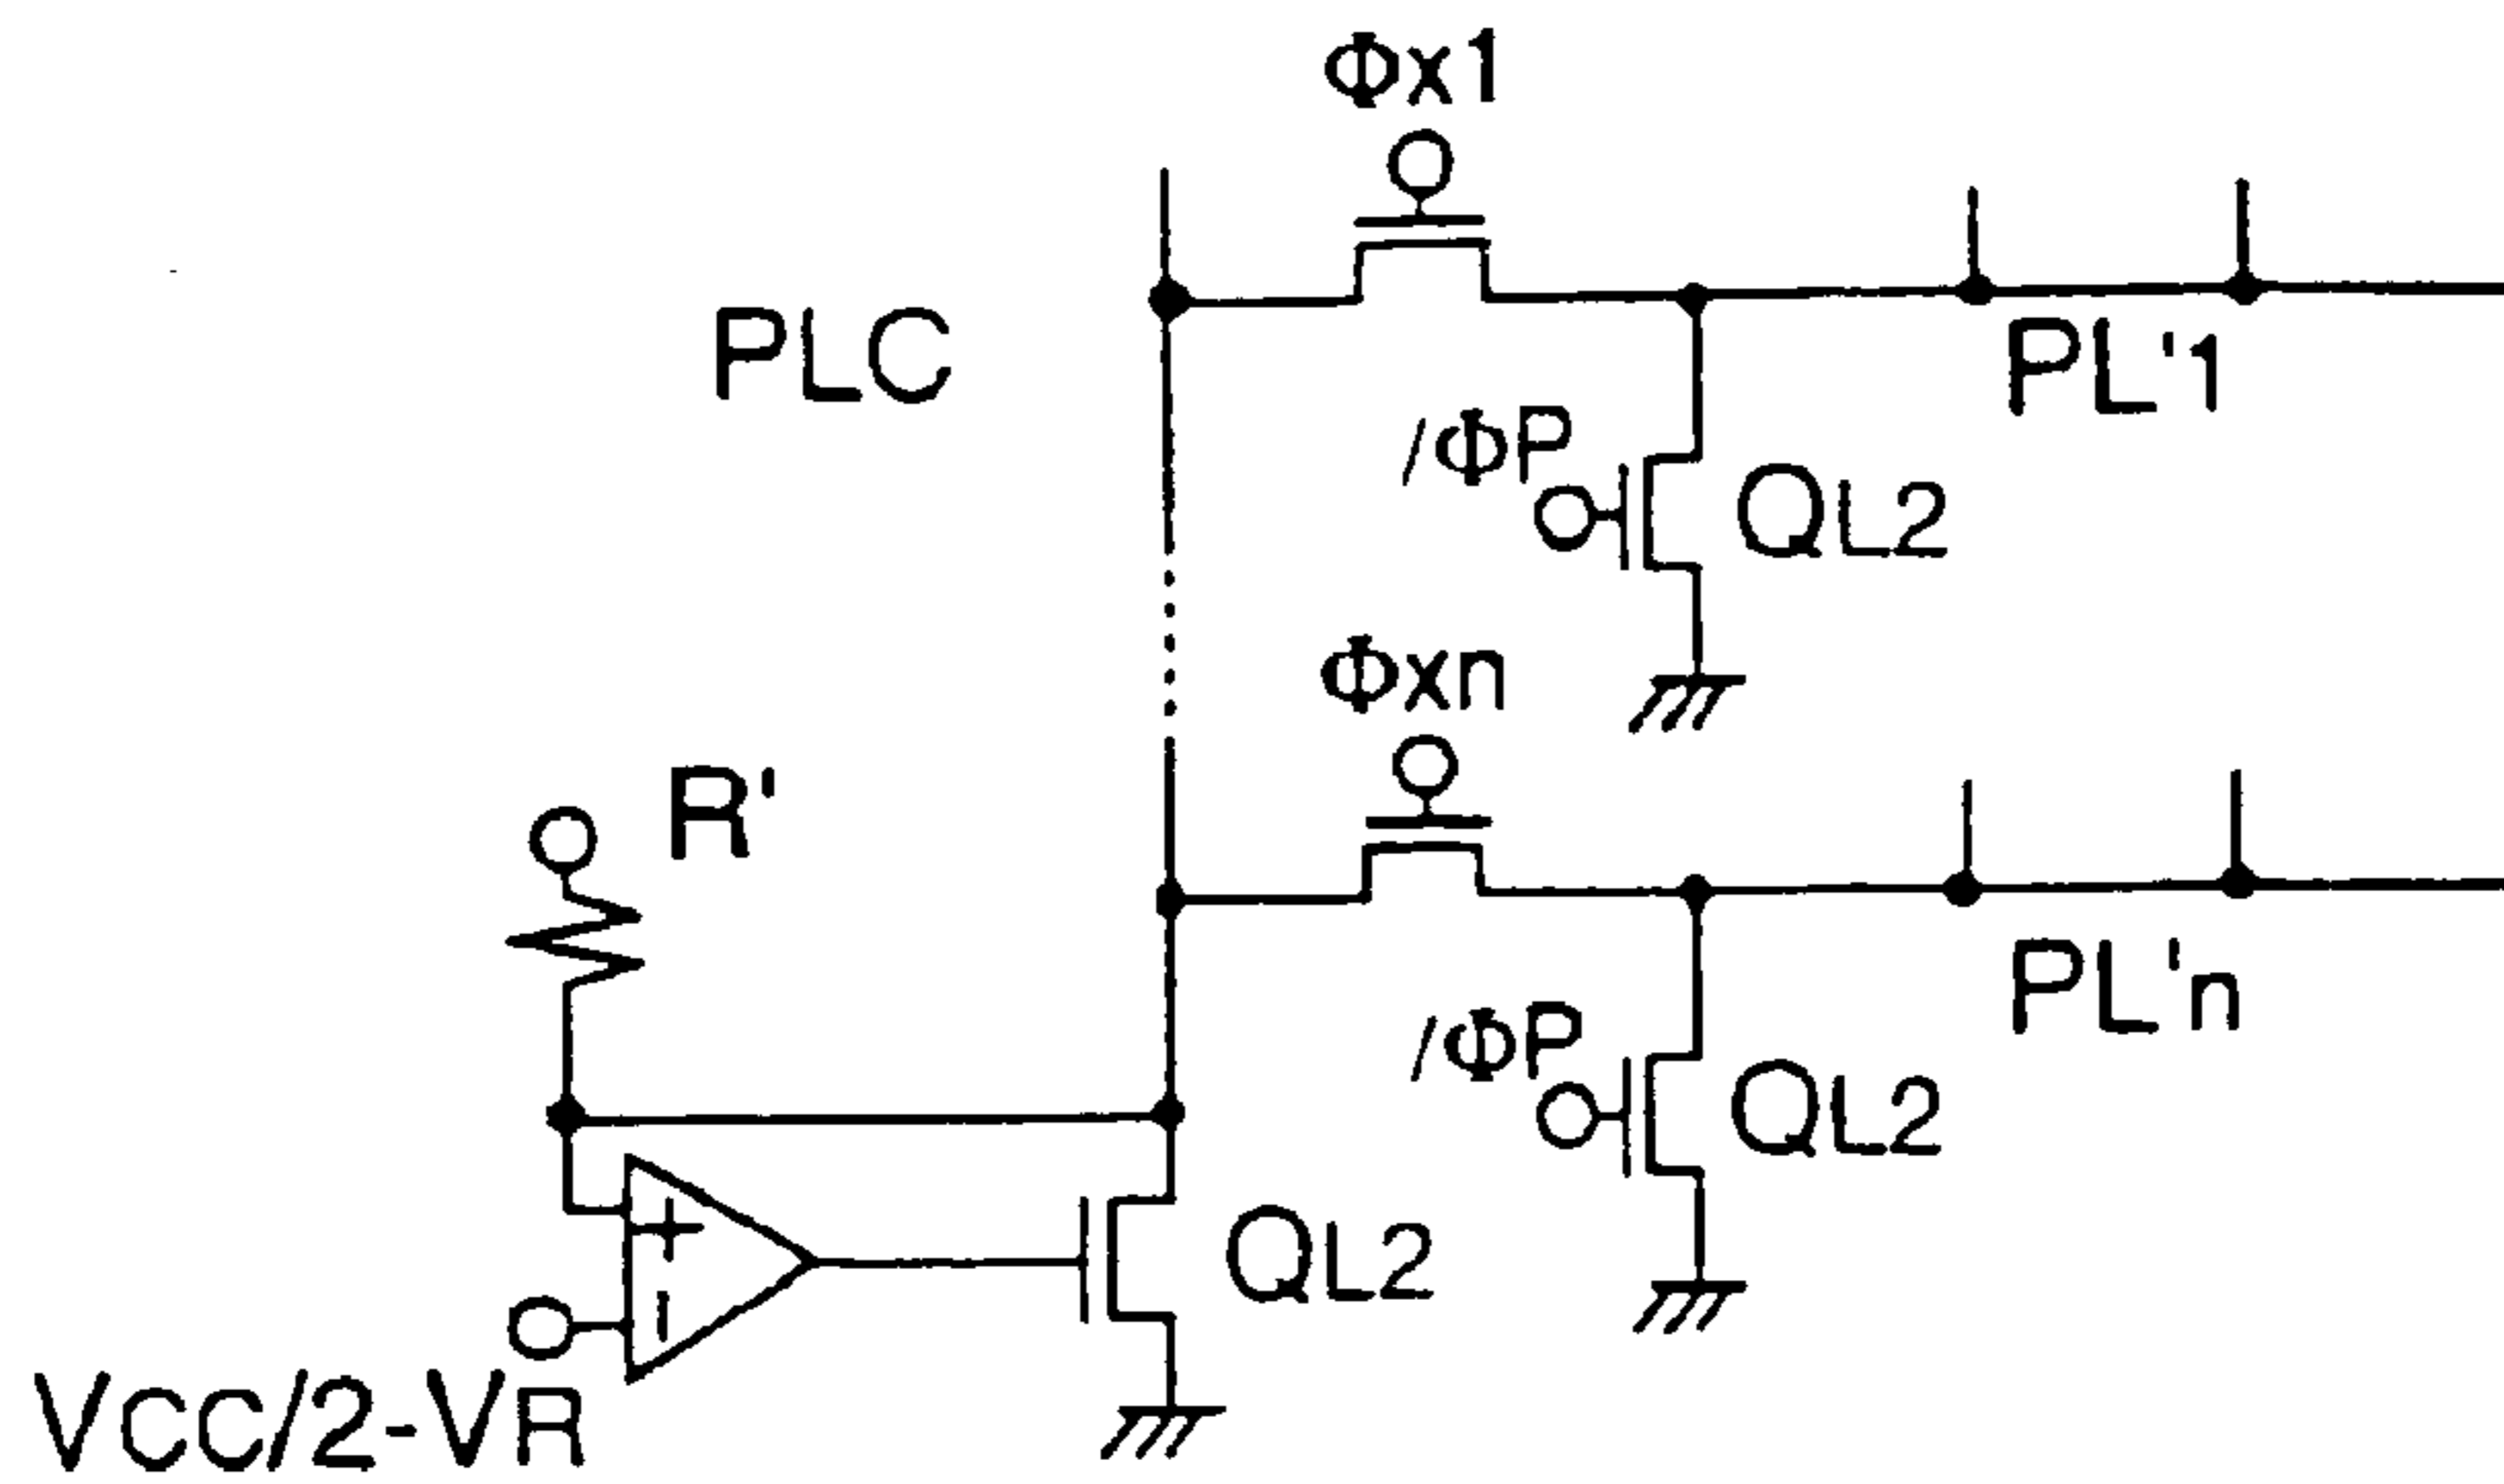 Φx1
PLC
PL'1
/ΦP
QL2
Φxn
R'
PL'n
/ΦP
QL2
QL2
+
-
VCC/2-VR